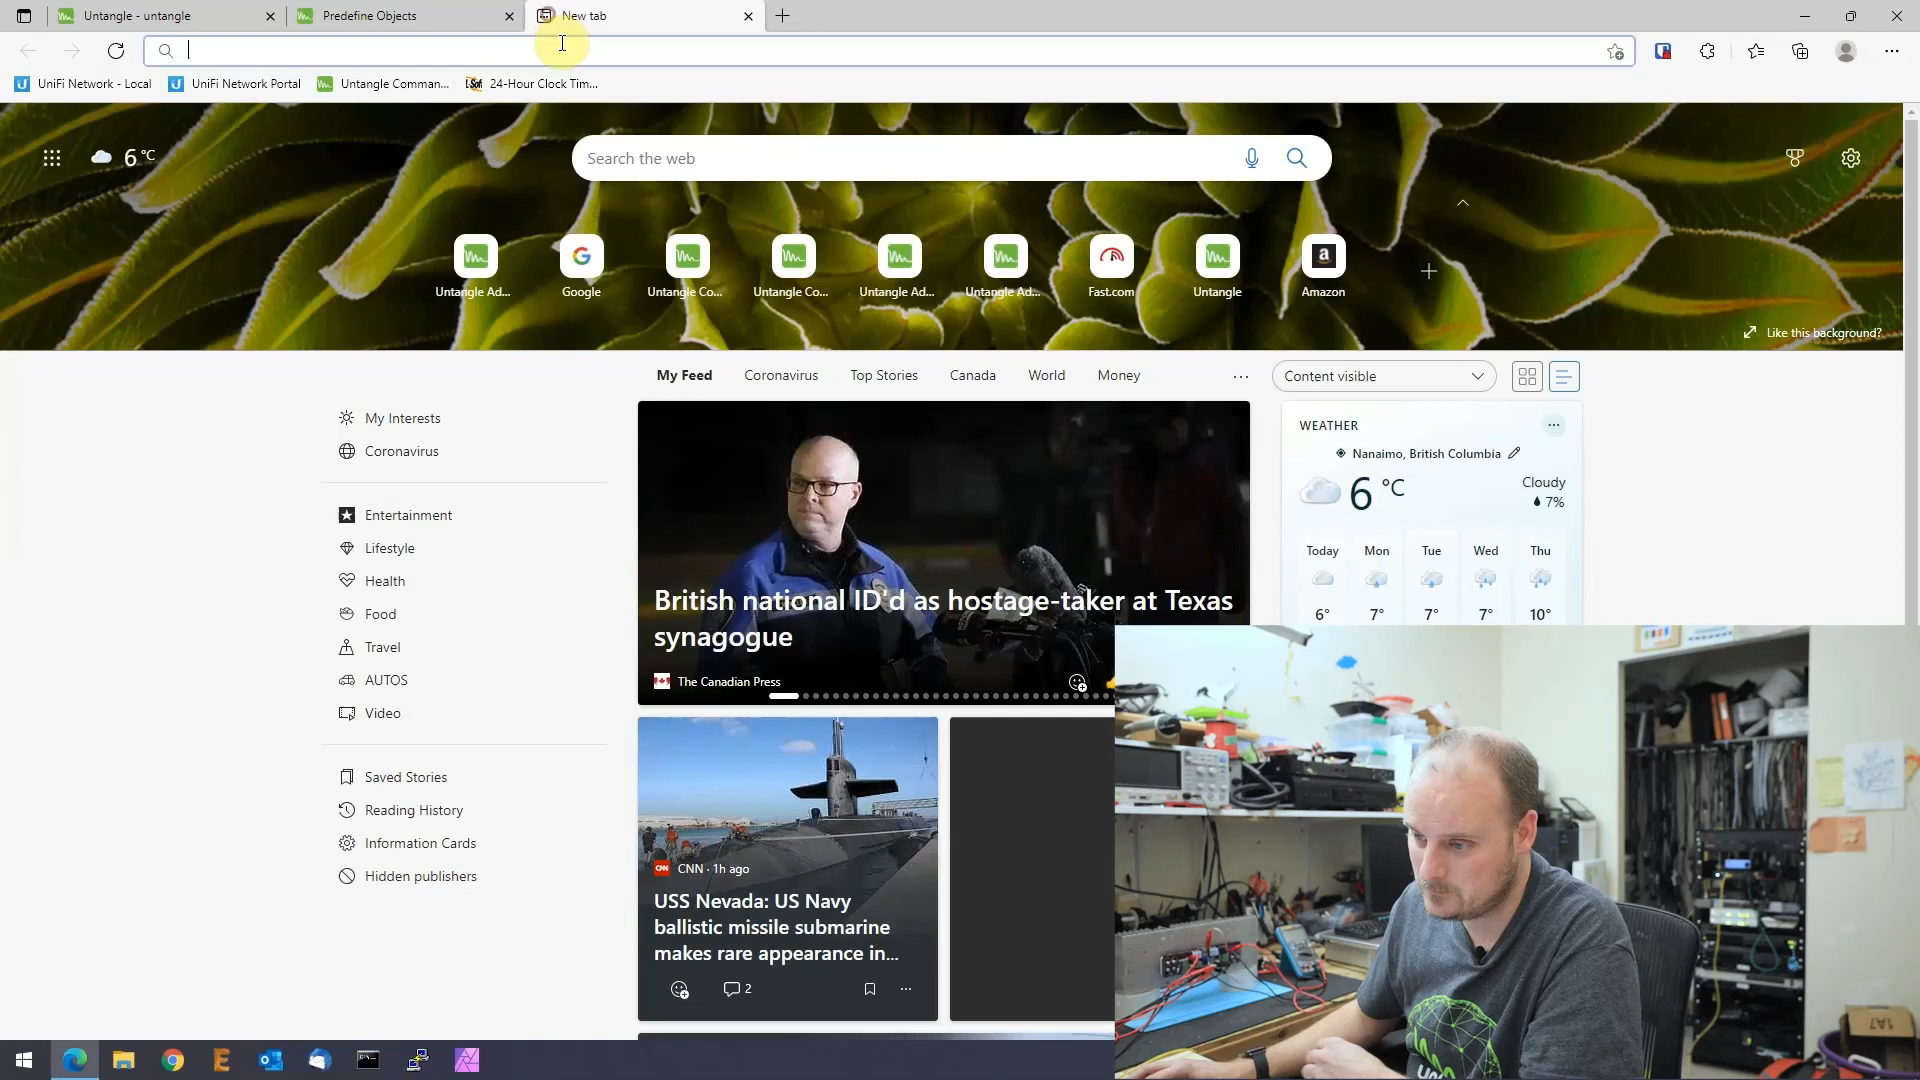 Untangle - untangle
Predefine Objects
New tab
UniFi Network - Local
UniFi Network Portal
Untangle Comman...
24-Hour Clock Tim...
6 °C
Search the web
Untangle Ad...
Google
Untangle Co...
Untangle Co...
Untangle Ad...
Untangle Ad...
Fast.com
Untangle
Amazon
Like this background?
My Feed
Coronavirus
Top Stories
Canada
World
Money
Content visible
My Interests
Coronavirus
Entertainment
Lifestyle
Health
Food
Travel
AUTOS
Video
Saved Stories
Reading History
Information Cards
Hidden publishers
British national ID'd as hostage-taker at Texas
synagogue
The Canadian Press
CNN · 1h ago
USS Nevada: US Navy
ballistic missile submarine
makes rare appearance in...
2
WEATHER
Nanaimo, British Columbia
6 °C
Cloudy
7%
Today Mon Tue Wed Thu
6° 7° 7° 7° 10°